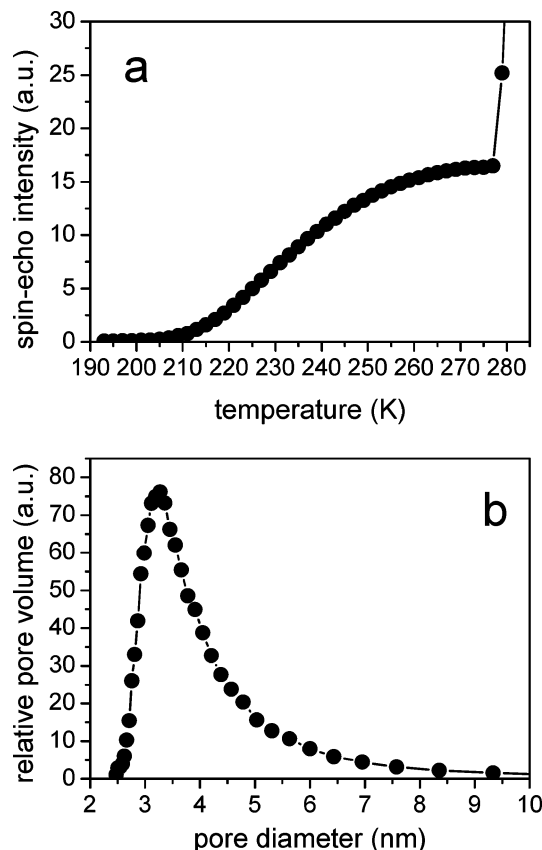 a
spin-echo intensity (a.u.)
30
25
20
15
10
5
0
190 200 210 220 230 240 250 260 270 280
temperature (K)
b
relative pore volume (a.u.)
80
70
60
50
40
30
20
10
0
2 3 4 5 6 7 8 9 10
pore diameter (nm)